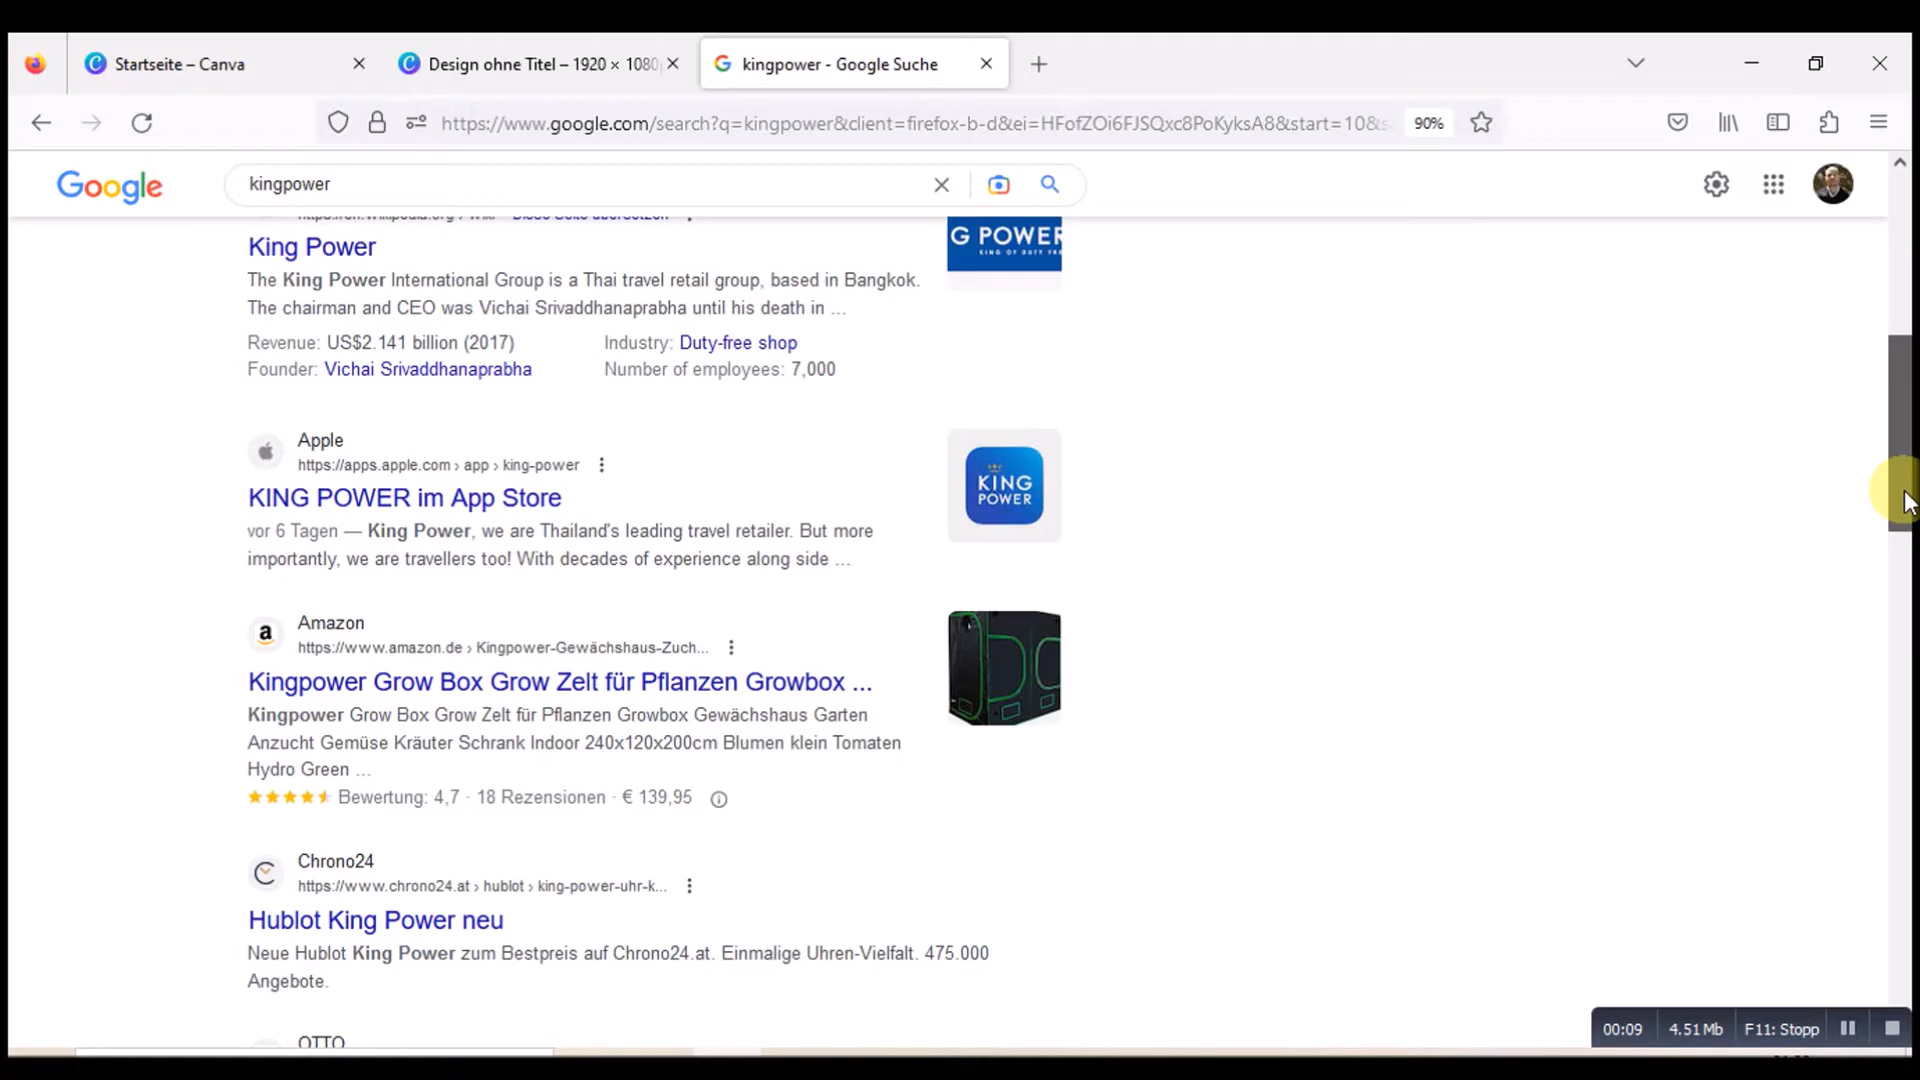 Startseite – Canva
Design ohne Titel – 1920 × 1080p
kingpower - Google Suche
https://www.google.com/search?q=kingpower&client=firefox-b-d&ei=HFofZOi6FJSQxc8PoKyksA8&start=10&s
90%
Google
kingpower
King Power
G POWER
KING OF DUTY FRE
The King Power International Group is a Thai travel retail group, based in Bangkok.
The chairman and CEO was Vichai Srivaddhanaprabha until his death in ...
Revenue: US$2.141 billion (2017)
Industry: Duty-free shop
Founder: Vichai Srivaddhanaprabha
Number of employees: 7,000
Apple
https://apps.apple.com › app › king-power
KING POWER im App Store
KING
POWER
vor 6 Tagen — King Power, we are Thailand's leading travel retailer. But more
importantly, we are travellers too! With decades of experience along side ...
Amazon
https://www.amazon.de › Kingpower-Gewächshaus-Zuch...
Kingpower Grow Box Grow Zelt für Pflanzen Growbox ...
Kingpower Grow Box Grow Zelt für Pflanzen Growbox Gewächshaus Garten
Anzucht Gemüse Kräuter Schrank Indoor 240x120x200cm Blumen klein Tomaten
Hydro Green ...
Bewertung: 4,7 · 18 Rezensionen · € 139,95
Chrono24
https://www.chrono24.at › hublot › king-power-uhr-k...
Hublot King Power neu
Neue Hublot King Power zum Bestpreis auf Chrono24.at. Einmalige Uhren-Vielfalt. 475.000
Angebote.
OTTO
00:09
4.51Mb
F11: Stopp